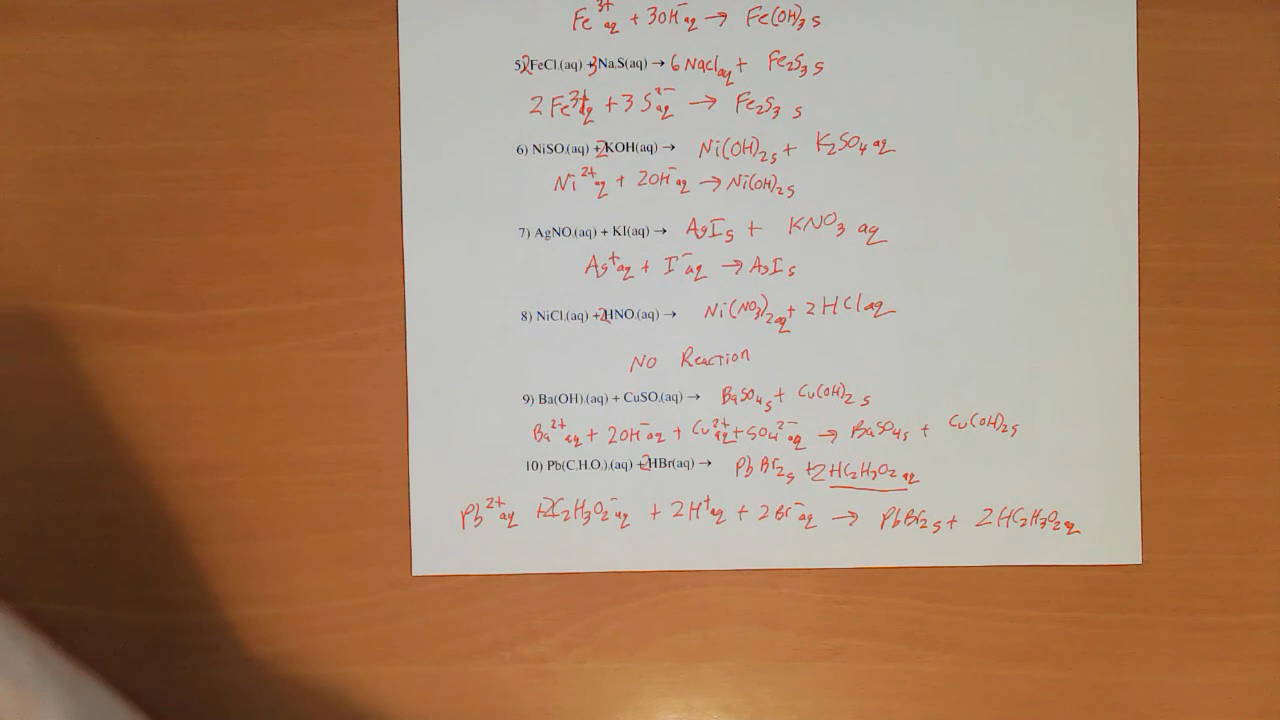 Fe³⁺aq + 3OH⁻aq → Fe(OH)₃ s
5) 2FeCl₃(aq) + 3Na₂S(aq) → 6 NaCl aq + Fe₂S₃ s
2 Fe³⁺aq + 3 S²⁻aq → Fe₂S₃ s
6) NiSO₄(aq) + 2KOH(aq) → Ni(OH)₂ s + K₂SO₄ aq
Ni²⁺aq + 2OH⁻aq → Ni(OH)₂ s
7) AgNO₃(aq) + KI(aq) → AgI s + KNO₃ aq
Ag⁺aq + I⁻aq → AgI s
8) NiCl₂(aq) + 2HNO₃(aq) → Ni(NO₃)₂ aq + 2 HCl aq
No Reaction
9) Ba(OH)₂(aq) + CuSO₄(aq) → BaSO₄ s + Cu(OH)₂ s
Ba²⁺aq + 2OH⁻aq + Cu²⁺aq + SO₄²⁻aq → BaSO₄ s + Cu(OH)₂ s
10) Pb(C₂H₃O₂)₂(aq) + 2HBr(aq) → PbBr₂ s + 2HC₂H₃O₂ aq
Pb²⁺aq + 2C₂H₃O₂⁻aq + 2H⁺aq + 2Br⁻aq → PbBr₂ s + 2HC₂H₃O₂ aq